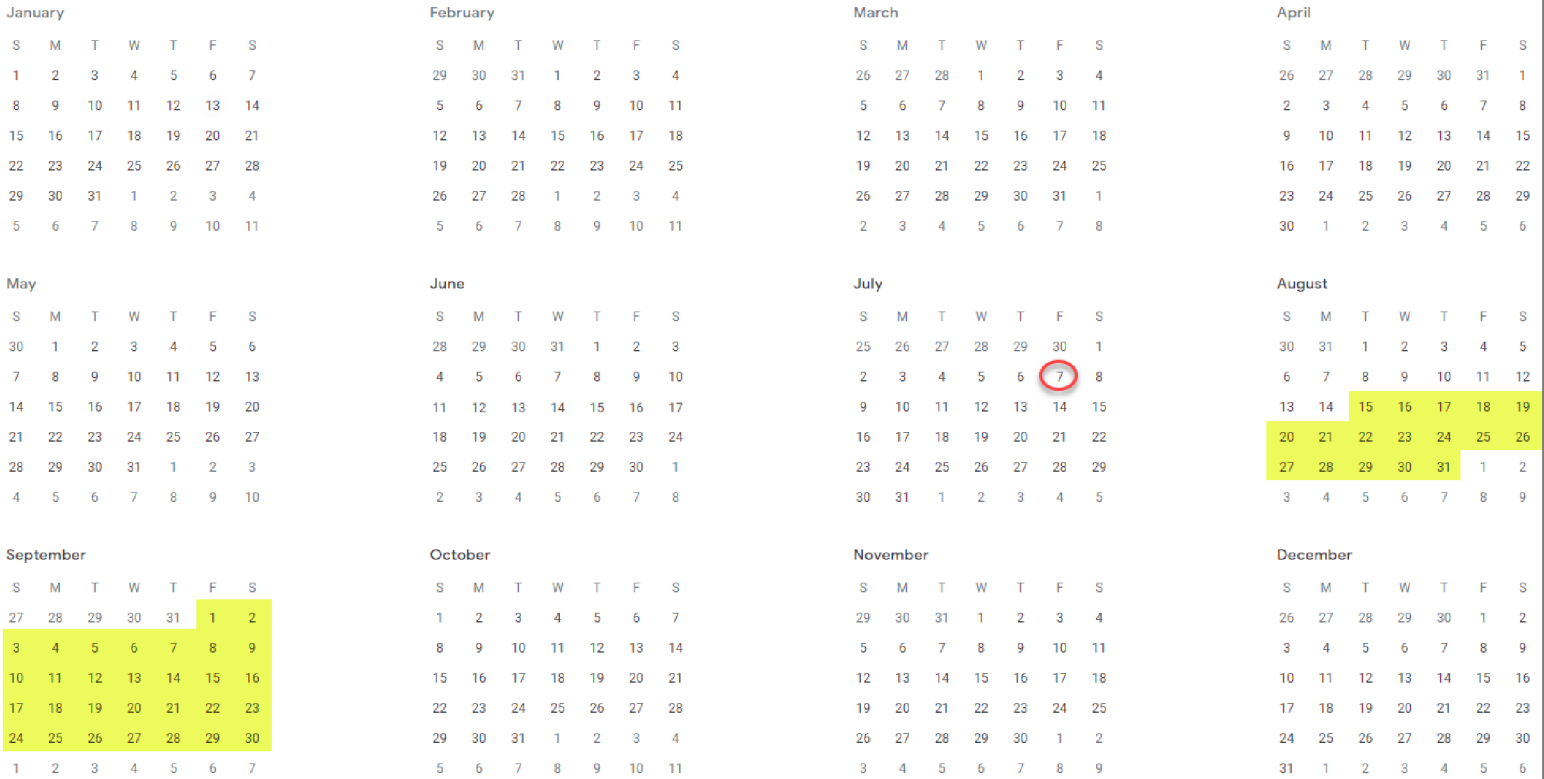 January February March April
S M T W T F S S M T W T F S S M T W T F S S M T W T F S
1 2 3 4 5 6 7 29 30 31 1 2 3 4 26 27 28 1 2 3 4 26 27 28 29 30 31 1
8 9 10 11 12 13 14 5 6 7 8 9 10 11 5 6 7 8 9 10 11 2 3 4 5 6 7 8
15 16 17 18 19 20 21 12 13 14 15 16 17 18 12 13 14 15 16 17 18 9 10 11 12 13 14 15
22 23 24 25 26 27 28 19 20 21 22 23 24 25 19 20 21 22 23 24 25 16 17 18 19 20 21 22
29 30 31 1 2 3 4 26 27 28 1 2 3 4 26 27 28 29 30 31 1 23 24 25 26 27 28 29
5 6 7 8 9 10 11 5 6 7 8 9 10 11 2 3 4 5 6 7 8 30 1 2 3 4 5 6
May June July August
S M T W T F S S M T W T F S S M T W T F S S M T W T F S
30 1 2 3 4 5 6 28 29 30 31 1 2 3 25 26 27 28 29 30 1 30 31 1 2 3 4 5
7 8 9 10 11 12 13 4 5 6 7 8 9 10 2 3 4 5 6 7 8 6 7 8 9 10 11 12
14 15 16 17 18 19 20 11 12 13 14 15 16 17 9 10 11 12 13 14 15 13 14 15 16 17 18 19
21 22 23 24 25 26 27 18 19 20 21 22 23 24 16 17 18 19 20 21 22 20 21 22 23 24 25 26
28 29 30 31 1 2 3 25 26 27 28 29 30 1 23 24 25 26 27 28 29 27 28 29 30 31 1 2
4 5 6 7 8 9 10 2 3 4 5 6 7 8 30 31 1 2 3 4 5 3 4 5 6 7 8 9
September October November December
S M T W T F S S M T W T F S S M T W T F S S M T W T F S
27 28 29 30 31 1 2 1 2 3 4 5 6 7 29 30 31 1 2 3 4 26 27 28 29 30 1 2
3 4 5 6 7 8 9 8 9 10 11 12 13 14 5 6 7 8 9 10 11 3 4 5 6 7 8 9
10 11 12 13 14 15 16 15 16 17 18 19 20 21 12 13 14 15 16 17 18 10 11 12 13 14 15 16
17 18 19 20 21 22 23 22 23 24 25 26 27 28 19 20 21 22 23 24 25 17 18 19 20 21 22 23
24 25 26 27 28 29 30 29 30 31 1 2 3 4 26 27 28 29 30 1 2 24 25 26 27 28 29 30
1 2 3 4 5 6 7 5 6 7 8 9 10 11 3 4 5 6 7 8 9 31 1 2 3 4 5 6